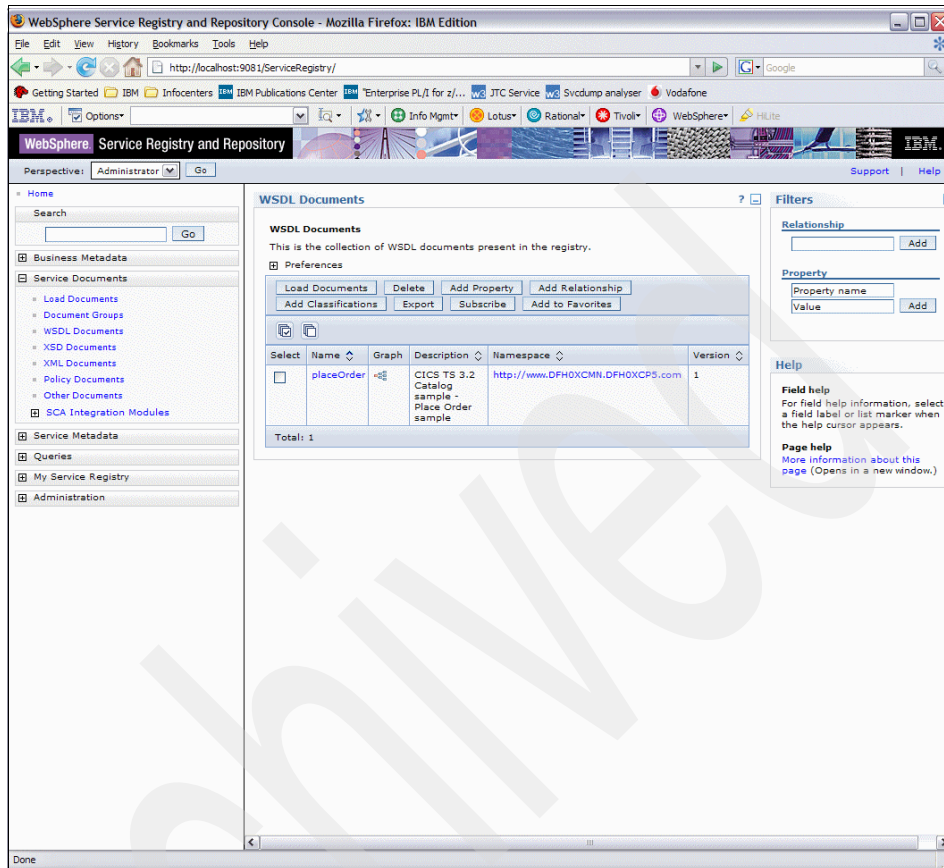 WebSphere Service Registry and Repository Console - Mozilla Firefox: IBM Edition
File Edit View History Bookmarks Tools Help
http://localhost:9081/ServiceRegistry/ G Google
Getting Started IBM Infocenters IBM IBM Publications Center IBM "Enterprise PL/I for z/... w3 JTC Service w3 Svcdump analyser Vodafone
IBM. Options Info Mgmt Lotus Rational Tivoli WebSphere HiLite
WebSphere. Service Registry and Repository IBM.
Perspective: Administrator Go Support | Help
Home
Search
Go
Business Metadata
Service Documents
Load Documents
Document Groups
WSDL Documents
XSD Documents
XML Documents
Policy Documents
Other Documents
SCA Integration Modules
Service Metadata
Queries
My Service Registry
Administration
WSDL Documents ?
WSDL Documents
This is the collection of WSDL documents present in the registry.
Preferences
Load Documents Delete Add Property Add Relationship
Add Classifications Export Subscribe Add to Favorites
Select Name Graph Description Namespace Version
placeOrder CICS TS 3.2 http://www.DFH0XCMN.DFH0XCP5.com 1
Catalog
sample -
Place Order
sample
Total: 1
Filters
Relationship
Add
Property
Property name
Value Add
Help
Field help
For field help information, select
a field label or list marker when
the help cursor appears.
Page help
More information about this
page (Opens in a new window.)
Done
hived